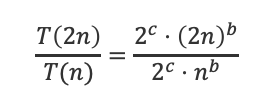 T(2n)/T(n) = 2^c · (2n)^b / 2^c · n^b